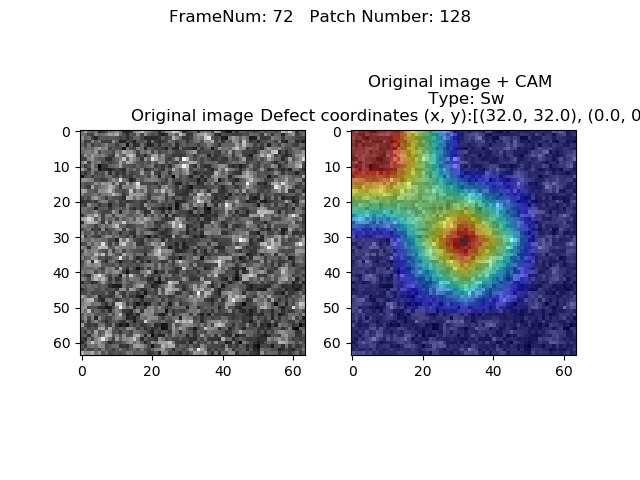 FrameNum: 72   Patch Number: 128
Original image + CAM
Type: Sw
Original image Defect coordinates (x, y):[(32.0, 32.0), (0.0, 0
0
10
20
30
40
50
60
0 20 40 60
0
10
20
30
40
50
60
0 20 40 60